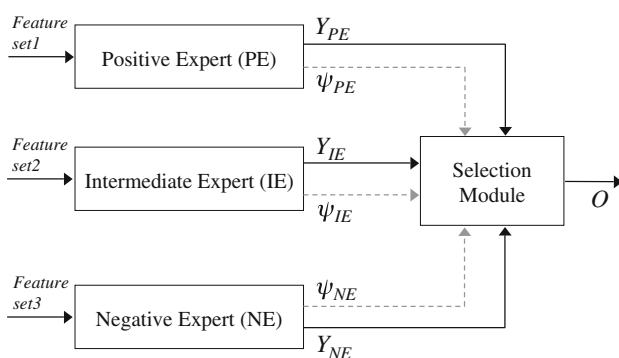 Feature
set1
Positive Expert (PE)
Y_PE
ψ_PE
Feature
set2
Intermediate Expert (IE)
Y_IE
ψ_IE
Selection
Module
O
Feature
set3
Negative Expert (NE)
ψ_NE
Y_NE